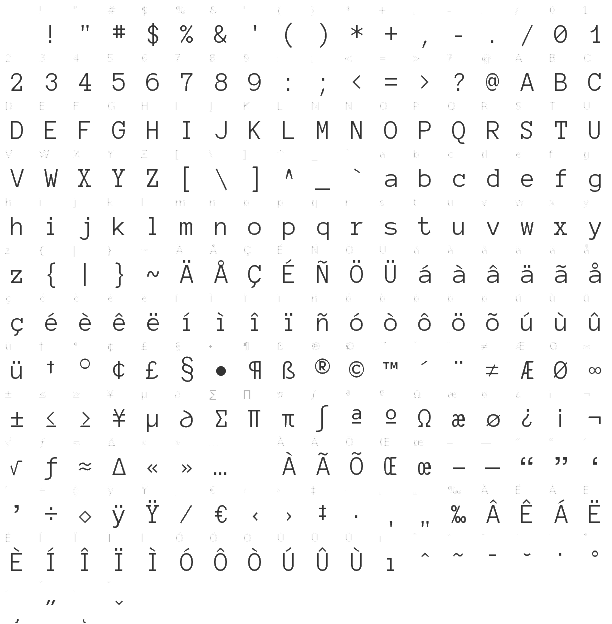 ! " # $ % & ' ( ) * + , - . / 0 1
2 3 4 5 6 7 8 9 : ; < = > ? @ A B C
D E F G H I J K L M N O P Q R S T U
V W X Y Z [ \ ] ^ _ ` a b c d e f g
h i j k l m n o p q r s t u v w x y
z { | } ~ Ä Å Ç É Ñ Ö Ü á à â ä ã å
ç é è ê ë í ì î ï ñ ó ò ô ö õ ú ù û
ü † ° ¢ £ § • ¶ ß ® © ™ ´ ¨ ≠ Æ Ø ∞
± ≤ ≥ ¥ µ ∂ Σ Π π ∫ ª º Ω æ ø ¿ ¡ ¬
√ ƒ ≈ Δ « » … À Ã Õ Œ œ – — “ ” ‘
’ ÷ ◇ ÿ Ÿ / € ‹ › ‡ · ‚ „ ‰ Â Ê Á Ë
È Í Î Ï Ì Ó Ô Ò Ú Û Ù ı ˆ ˜ ¯ ˘ ˙ ˚
˝ ˇ